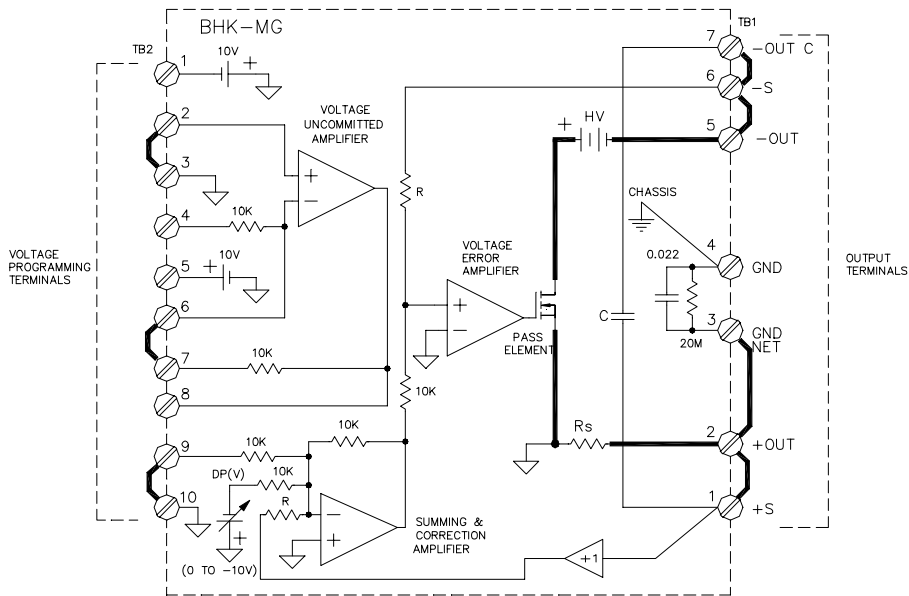 BHK-MG
TB1
TB2
1
10V
+
7
-OUT C
6
-S
2
VOLTAGE
UNCOMMITTED
AMPLIFIER
+
HV
5
-OUT
3
+
-
R
CHASSIS
4
10K
VOLTAGE
PROGRAMMING
TERMINALS
5
+
10V
VOLTAGE
ERROR
AMPLIFIER
4
GND
0.022
OUTPUT
TERMINALS
6
+
-
C
3
GND
NET
PASS
ELEMENT
20M
7
10K
8
10K
9
10K
10K
Rs
2
+OUT
DP(V)
10K
R
10
-
+
+
SUMMING &
CORRECTION
AMPLIFIER
1
+S
(0 TO -10V)
+1